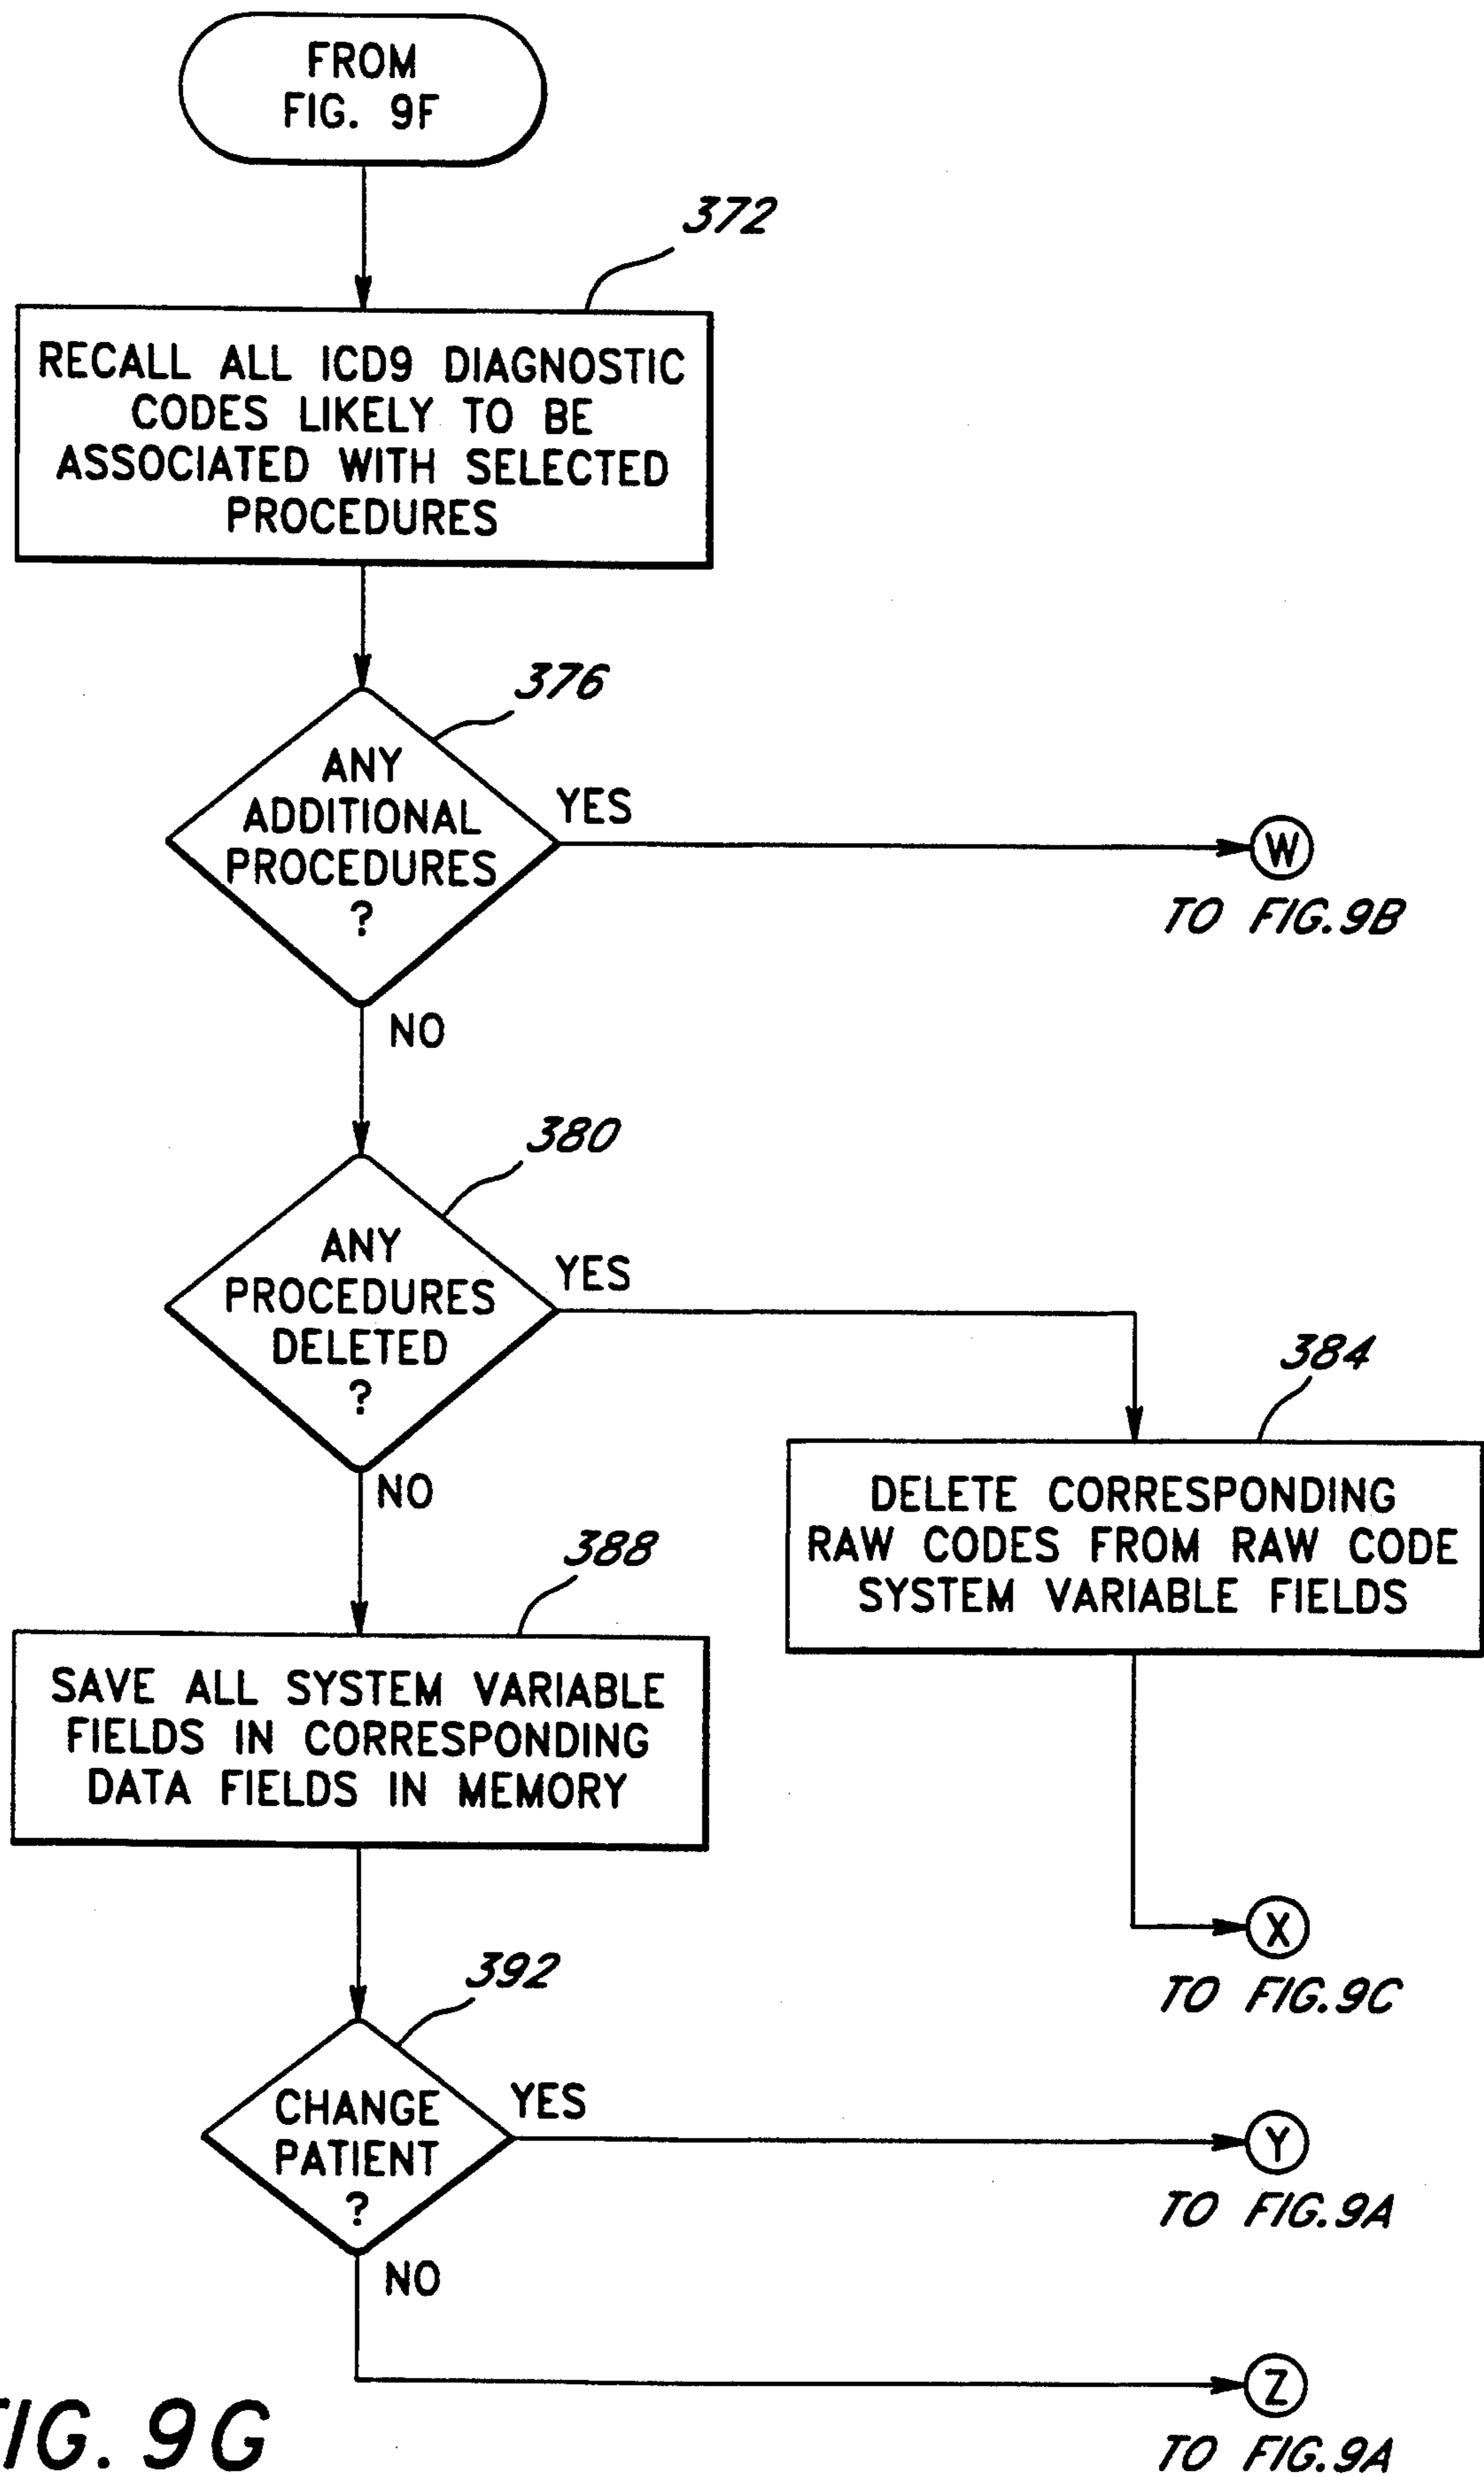 FROM
FIG. 9F
372
RECALL ALL ICD9 DIAGNOSTIC
CODES LIKELY TO BE
ASSOCIATED WITH SELECTED
PROCEDURES
376
ANY
ADDITIONAL
PROCEDURES
?
YES
W
TO FIG.9B
NO
380
ANY
PROCEDURES
DELETED
?
YES
384
DELETE CORRESPONDING
RAW CODES FROM RAW CODE
SYSTEM VARIABLE FIELDS
NO
388
SAVE ALL SYSTEM VARIABLE
FIELDS IN CORRESPONDING
DATA FIELDS IN MEMORY
X
TO FIG.9C
392
CHANGE
PATIENT
?
YES
Y
TO FIG.9A
NO
Z
TO FIG.9A
FIG. 9G